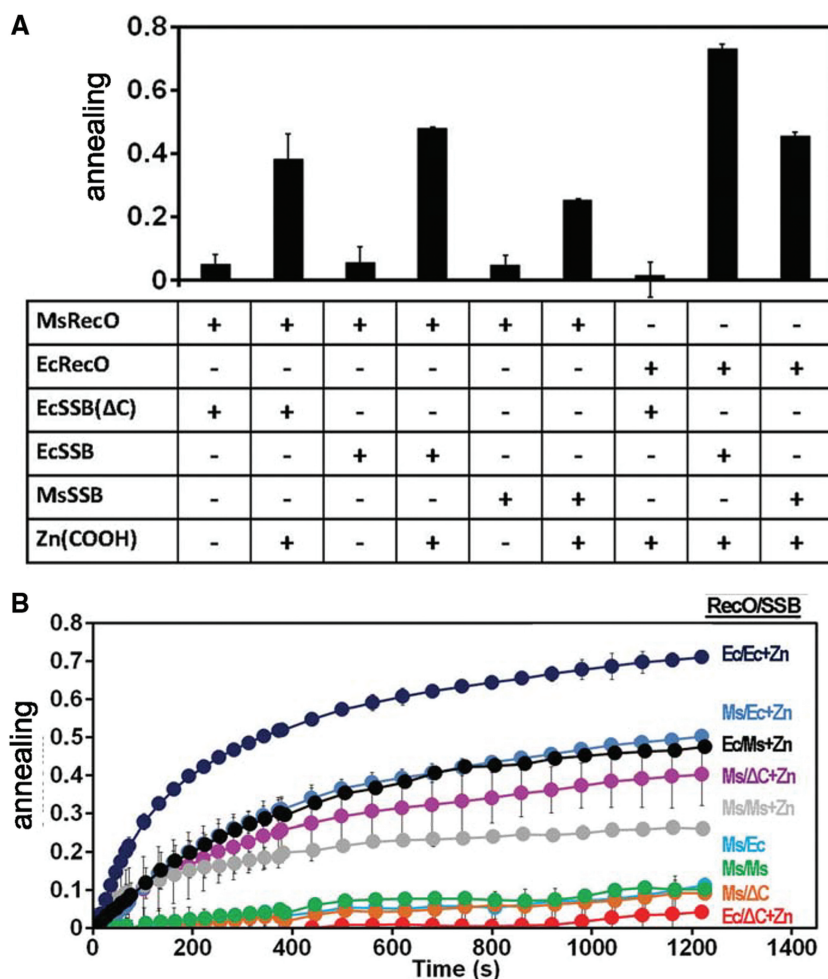 A
annealing
0.8
0.6
0.4
0.2
0
MsRecO + + + + + + - - -
EcRecO - - - - - - + + +
EcSSB(ΔC) + + - - - - + - -
EcSSB - - + + - - - + -
MsSSB - - - - + + - - +
Zn(COOH) - + - + - + + + +
B
RecO/SSB
annealing
0.8
0.7
0.6
0.5
0.4
0.3
0.2
0.1
0
Ec/Ec+Zn
Ms/Ec+Zn
Ec/Ms+Zn
Ms/ΔC+Zn
Ms/Ms+Zn
Ms/Ec
Ms/Ms
Ms/ΔC
Ec/ΔC+Zn
0 200 400 600 800 1000 1200 1400
Time (s)